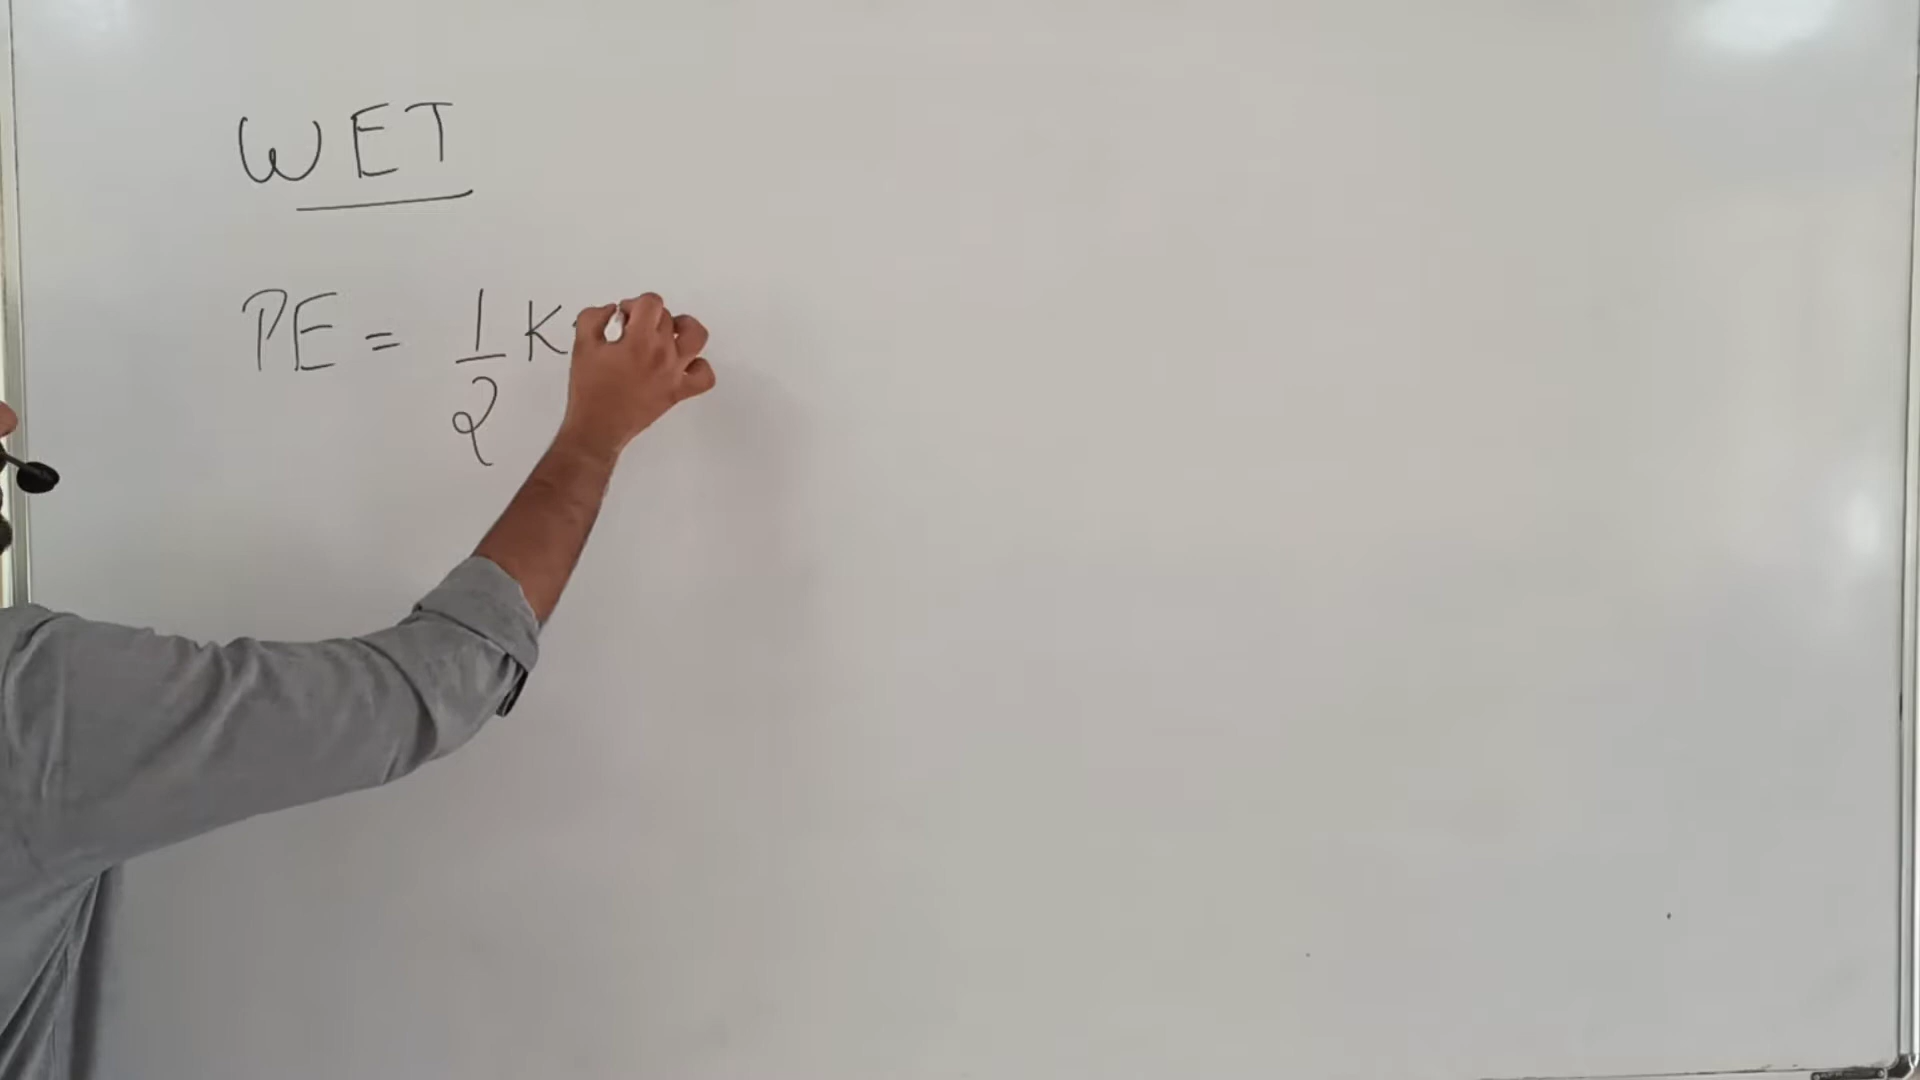 WET
PE = 1/2 K